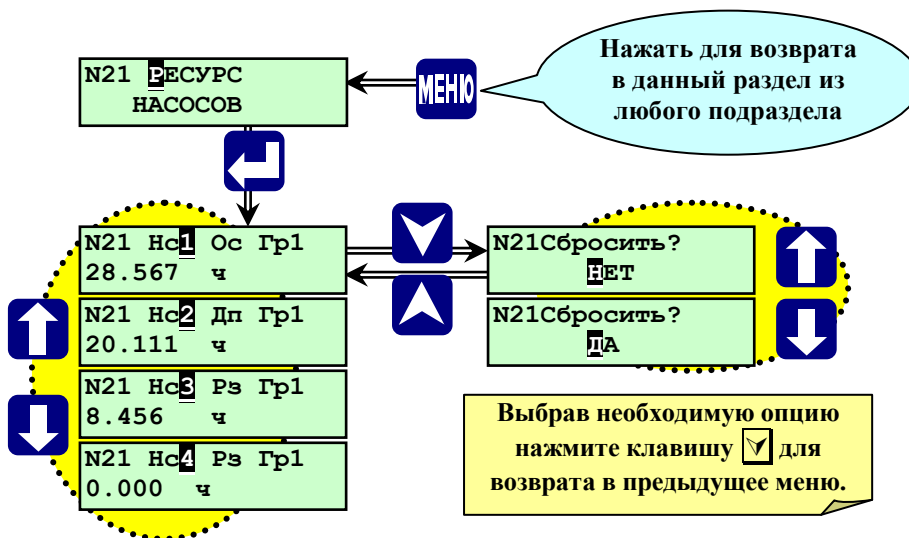 N21 РЕСУРС
НАСОСОВ
МЕНЮ
Нажать для возврата
в данный раздел из
любого подраздела
N21 Нс1 Ос Гр1
28.567 ч
N21 Нс2 Дп Гр1
20.111 ч
N21 Нс3 Рз Гр1
8.456 ч
N21 Нс4 Рз Гр1
0.000 ч
N21Сбросить?
НЕТ
N21Сбросить?
ДА
Выбрав необходимую опцию
нажмите клавишу для
возврата в предыдущее меню.